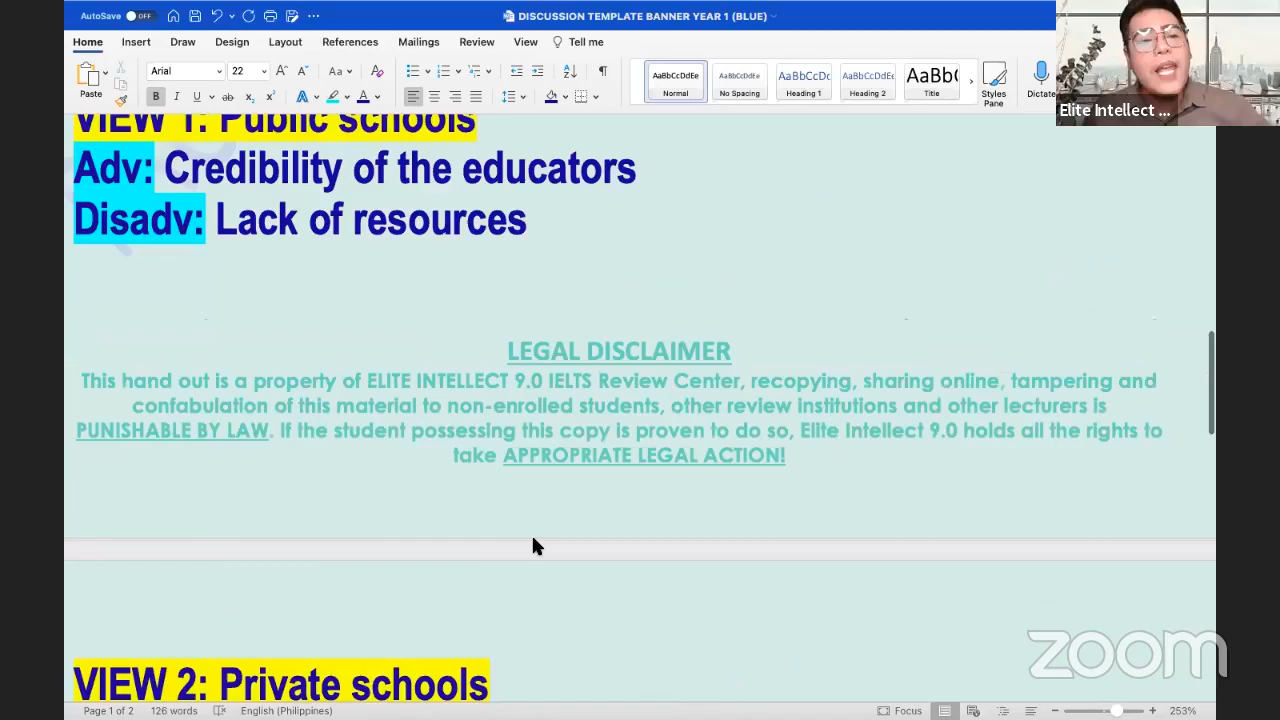 AutoSave OFF
DISCUSSION TEMPLATE BANNER YEAR 1 (BLUE)
Home Insert Draw Design Layout References Mailings Review View Tell me
Paste
Arial 22
Aa
B I U ab x₂ x² A A
AaBbCcDdEe AaBbCcDdEe AaBbCcDc AaBbCcDdEe AaBb(
Normal No Spacing Heading 1 Heading 2 Title
Styles Pane
Dictate
Elite Intellect ...
VIEW 1: Public schools
Adv: Credibility of the educators
Disadv: Lack of resources
LEGAL DISCLAIMER
This hand out is a property of ELITE INTELLECT 9.0 IELTS Review Center, recopying, sharing online, tampering and
confabulation of this material to non-enrolled students, other review institutions and other lecturers is
PUNISHABLE BY LAW. If the student possessing this copy is proven to do so, Elite Intellect 9.0 holds all the rights to
take APPROPRIATE LEGAL ACTION!
VIEW 2: Private schools
zoom
Page 1 of 2 126 words English (Philippines) Focus 253%